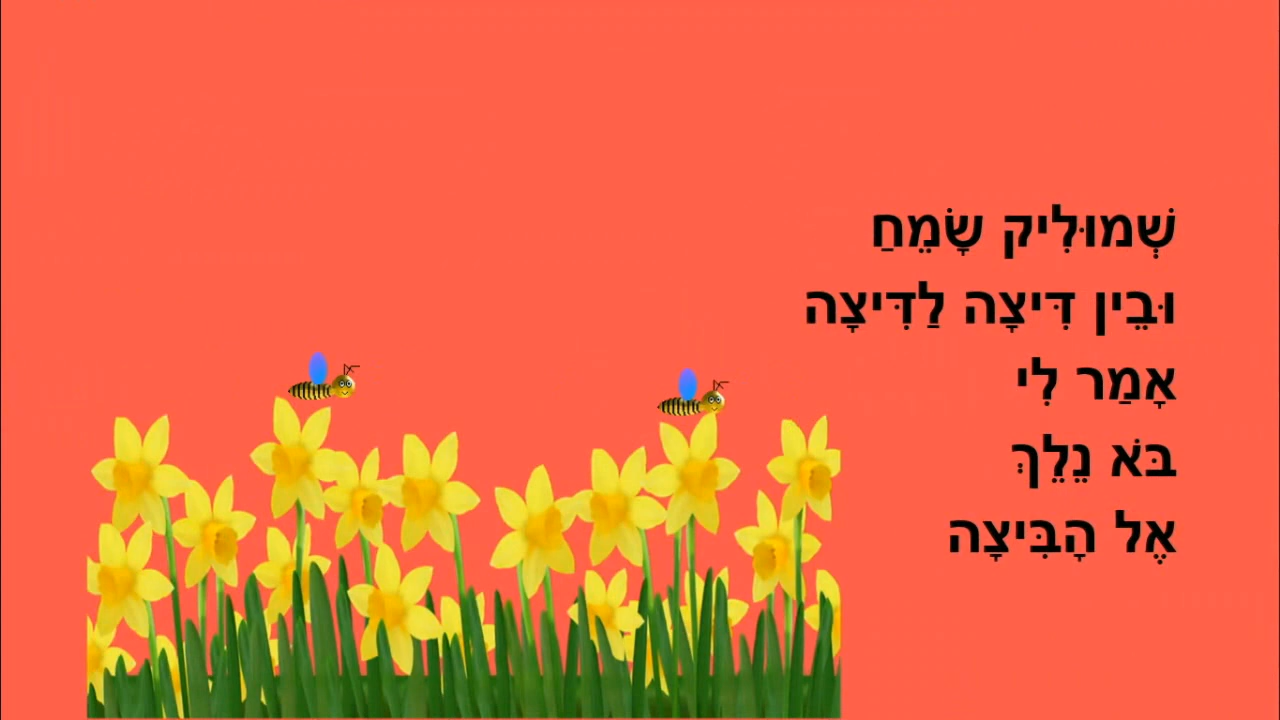 שְׁמוּלִיק שָׂמֵחַ
וּבֵין דִּיצָה לַדִּיצָה
אָמַר לִי
בֹּא נֵלֵךְ
אֶל הָבִּיצָה